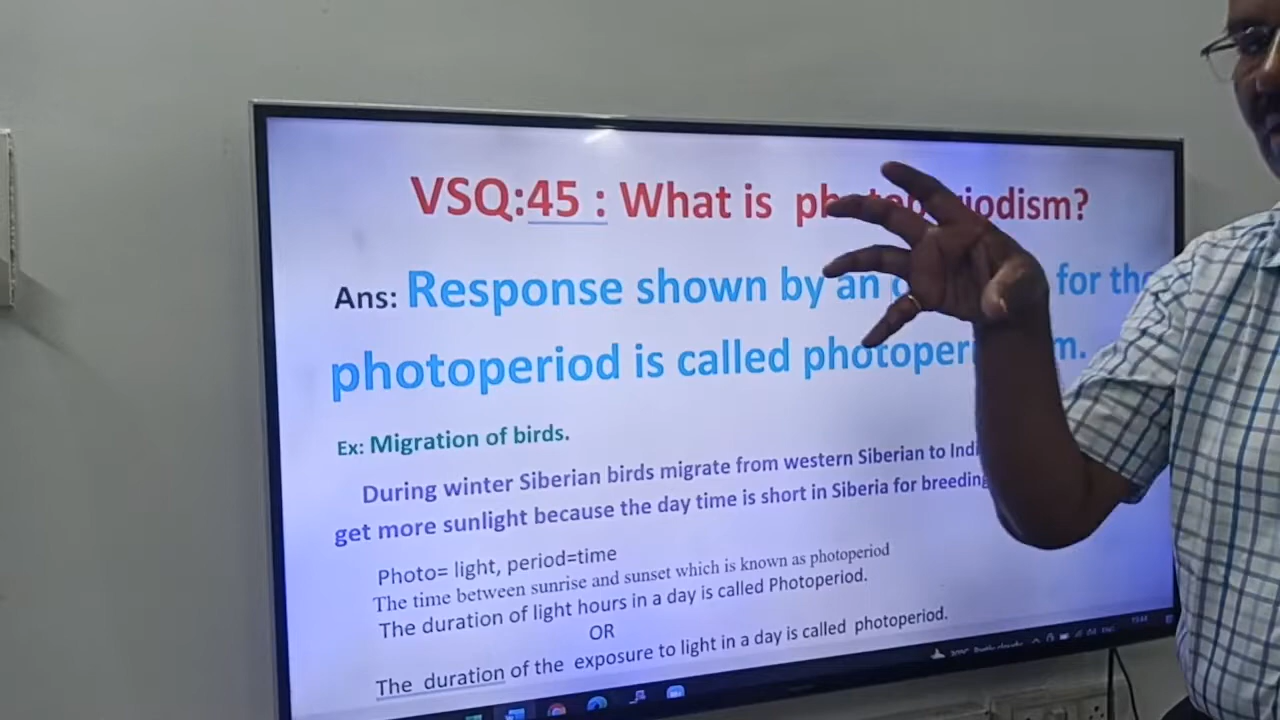 VSQ:45 : What is
Ans: Response shown by an for the
photoperiod is called
Ex: Migration of birds.
During winter Siberian birds migrate from western Siberian to
get more sunlight because the day time is short in Siberia for breeding
Photo= light, period=time
The time between sunrise and sunset which is known as photoperiod
The duration of light hours in a day is called Photoperiod.
OR
The duration of the exposure to light in a day is called photoperiod.